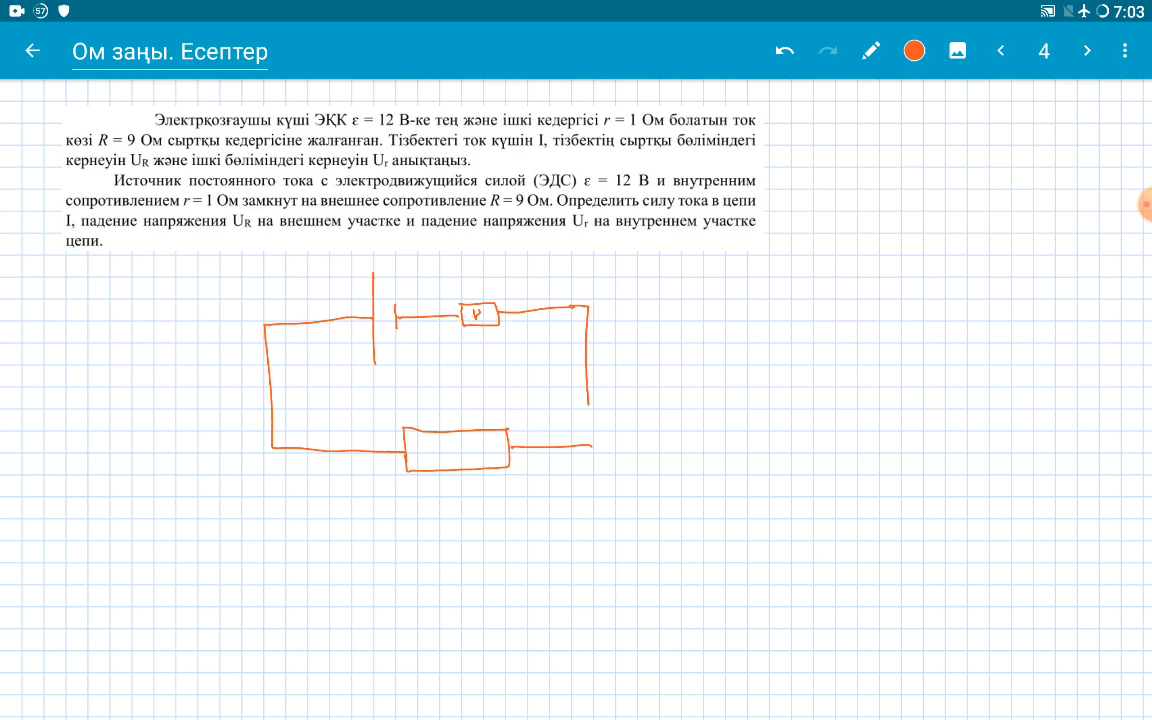 57 7:03
Ом заңы. Есептер 4
Электрқозғаушы күші ЭҚК ε = 12 В-ке тең және ішкі кедергісі r = 1 Ом болатын ток
көзі R = 9 Ом сыртқы кедергісіне жалғанған. Тізбектегі ток күшін I, тізбектің сыртқы бөліміндегі
кернеуін UR және ішкі бөліміндегі кернеуін Ur анықтаңыз.
Источник постоянного тока с электродвижущийся силой (ЭДС) ε = 12 В и внутренним
сопротивлением r = 1 Ом замкнут на внешнее сопротивление R = 9 Ом. Определить силу тока в цепи
I, падение напряжения UR на внешнем участке и падение напряжения Ur на внутреннем участке
цепи.
r